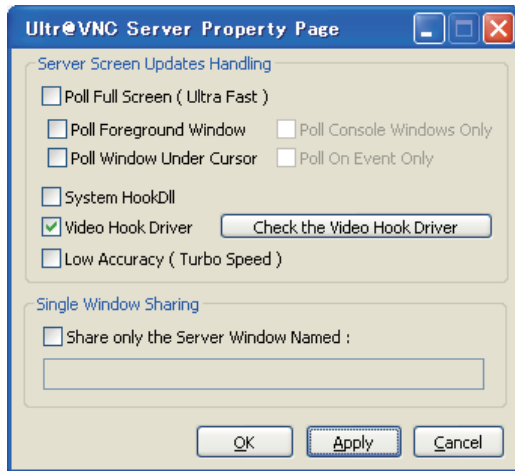 Ultr@VNC Server Property Page
Server Screen Updates Handling
Poll Full Screen ( Ultra Fast )
Poll Foreground Window Poll Console Windows Only
Poll Window Under Cursor Poll On Event Only
System HookDll
Video Hook Driver Check the Video Hook Driver
Low Accuracy ( Turbo Speed )
Single Window Sharing
Share only the Server Window Named :
OK Apply Cancel